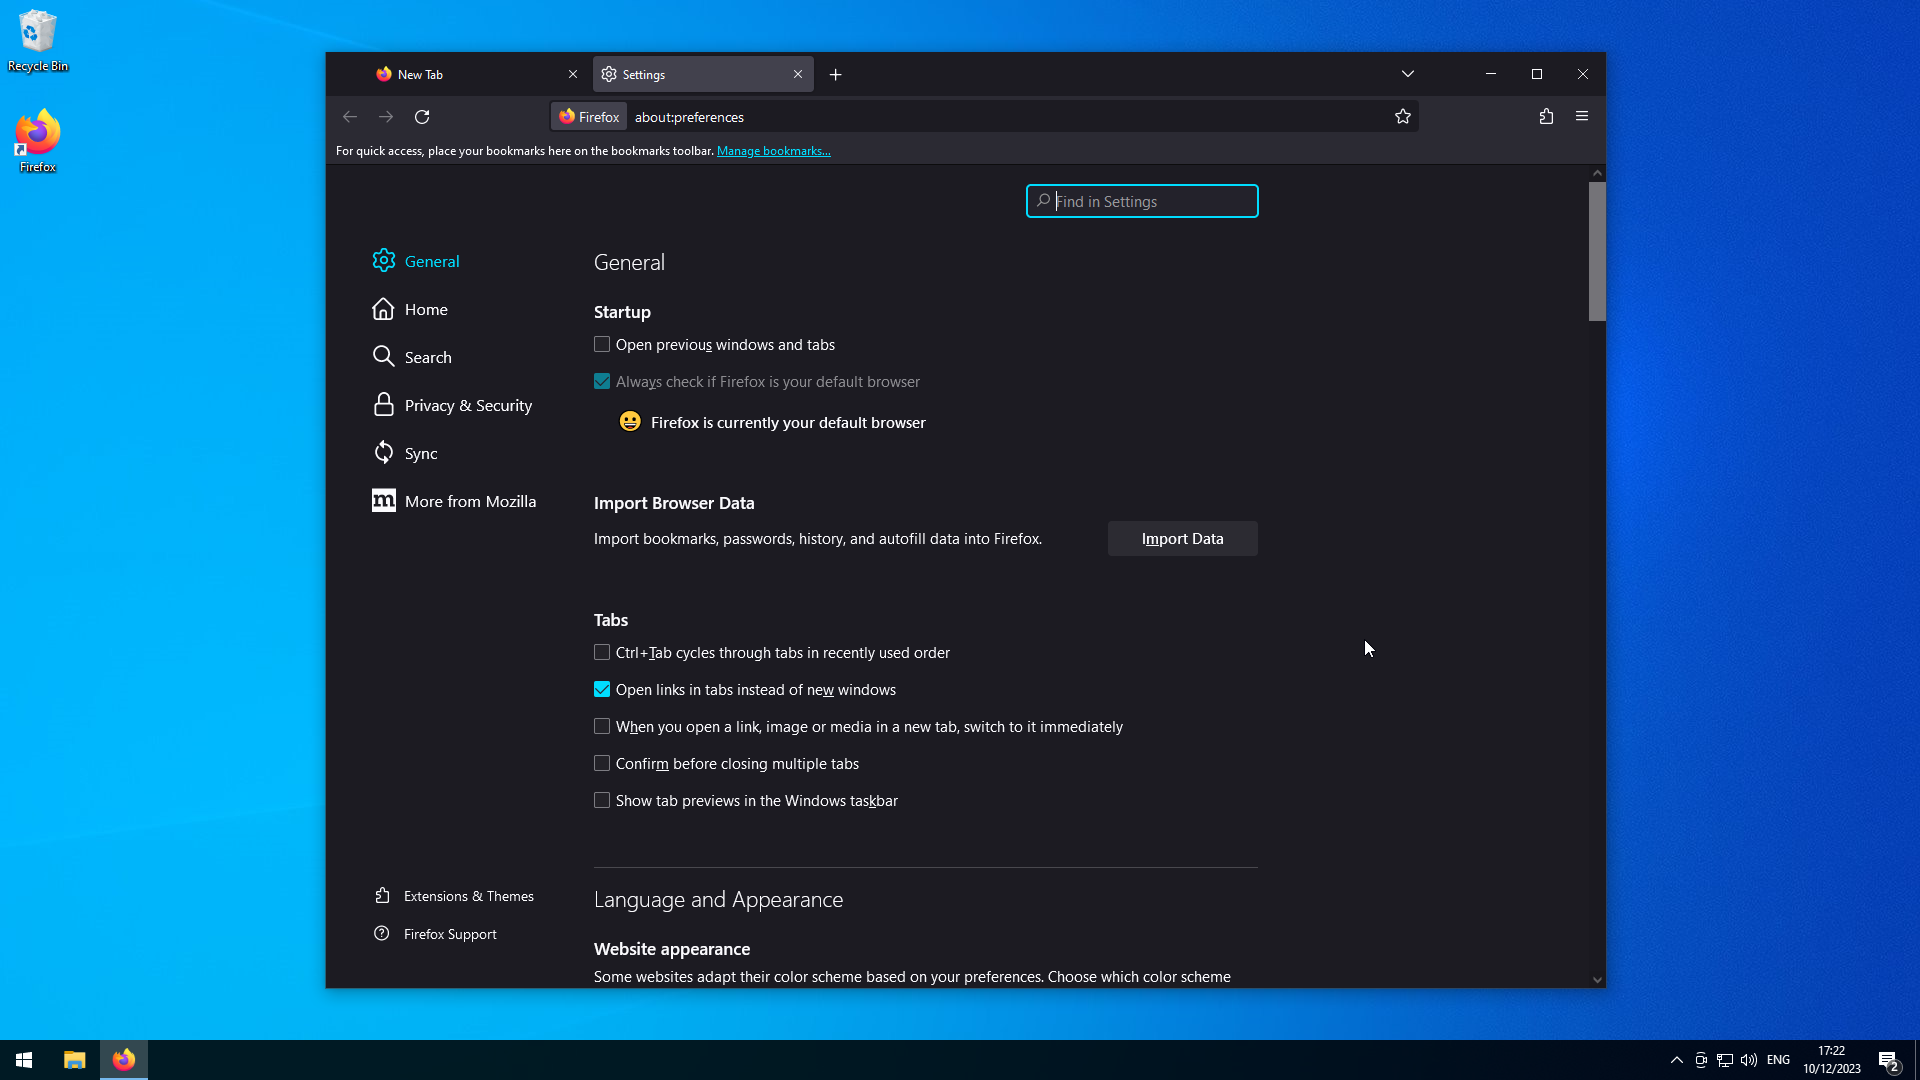 Recycle Bin
Firefox
New Tab
Settings
Firefox
about:preferences
For quick access, place your bookmarks here on the bookmarks toolbar. Manage bookmarks...
Find in Settings
General
Home
Search
Privacy & Security
Sync
m More from Mozilla
Extensions & Themes
Firefox Support
General
Startup
Open previous windows and tabs
Always check if Firefox is your default browser
Firefox is currently your default browser
Import Browser Data
Import bookmarks, passwords, history, and autofill data into Firefox.
Import Data
Tabs
Ctrl+Tab cycles through tabs in recently used order
Open links in tabs instead of new windows
When you open a link, image or media in a new tab, switch to it immediately
Confirm before closing multiple tabs
Show tab previews in the Windows taskbar
Language and Appearance
Website appearance
Some websites adapt their color scheme based on your preferences. Choose which color scheme
ENG
17:22
10/12/2023
2